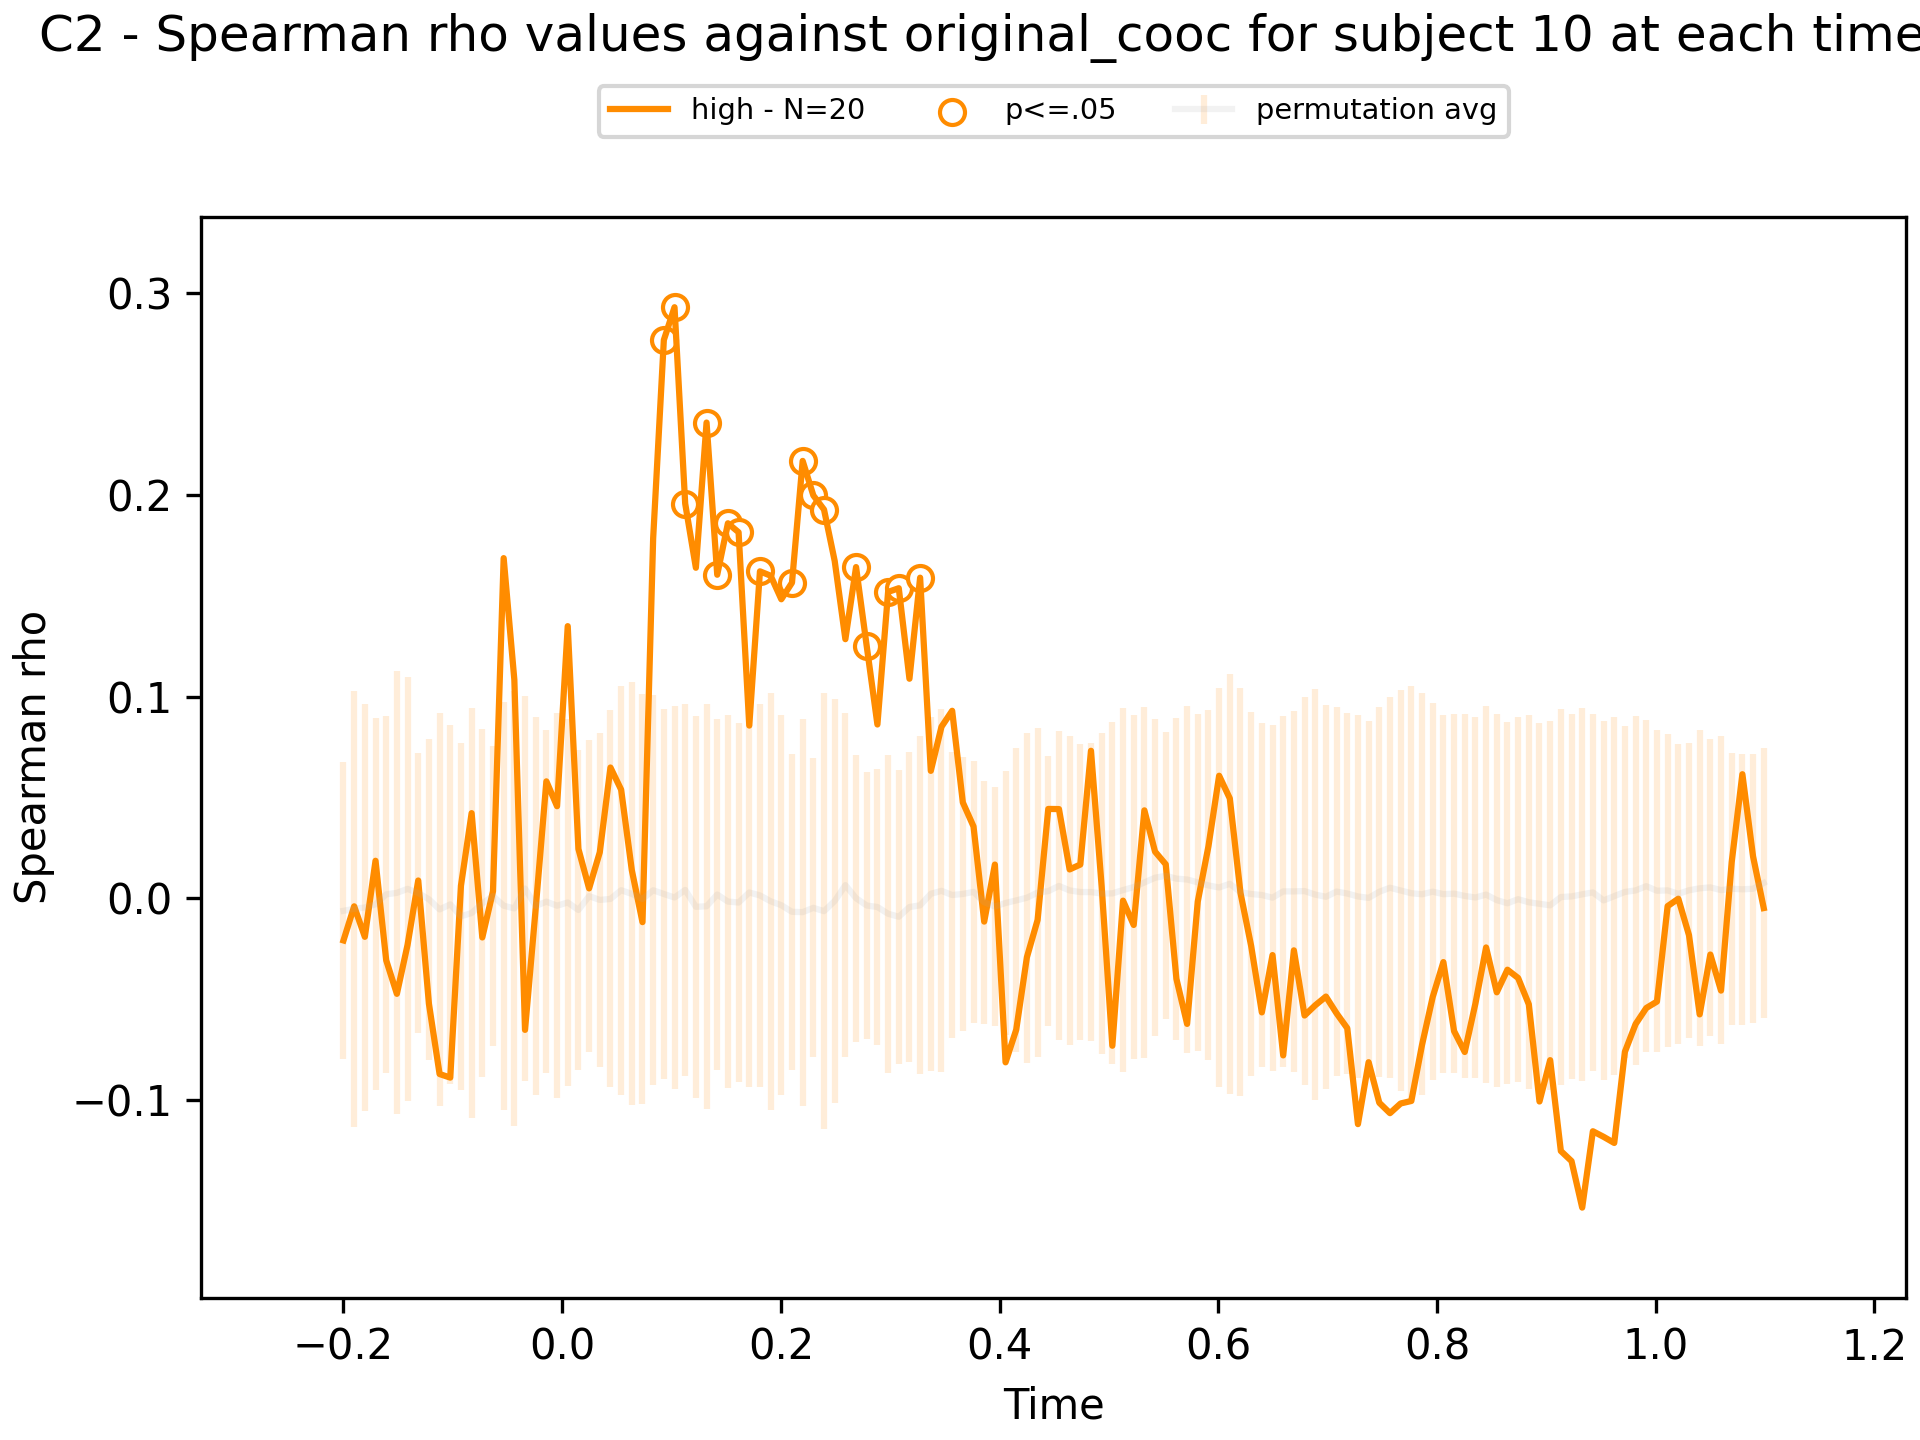 C2 - Spearman rho values against original_cooc for subject 10 at each time
high - N=20 p<=.05 permutation avg
0.3
0.2
0.1
0.0
−0.1
Spearman rho
−0.2 0.0 0.2 0.4 0.6 0.8 1.0 1.2
Time